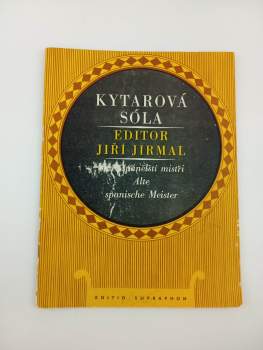 KYTAROVÁ
SÓLA
EDITOR
JIŘÍ JIRMAL
mistři
Alte
spanische Meister
EDITIO SUPRAPHON